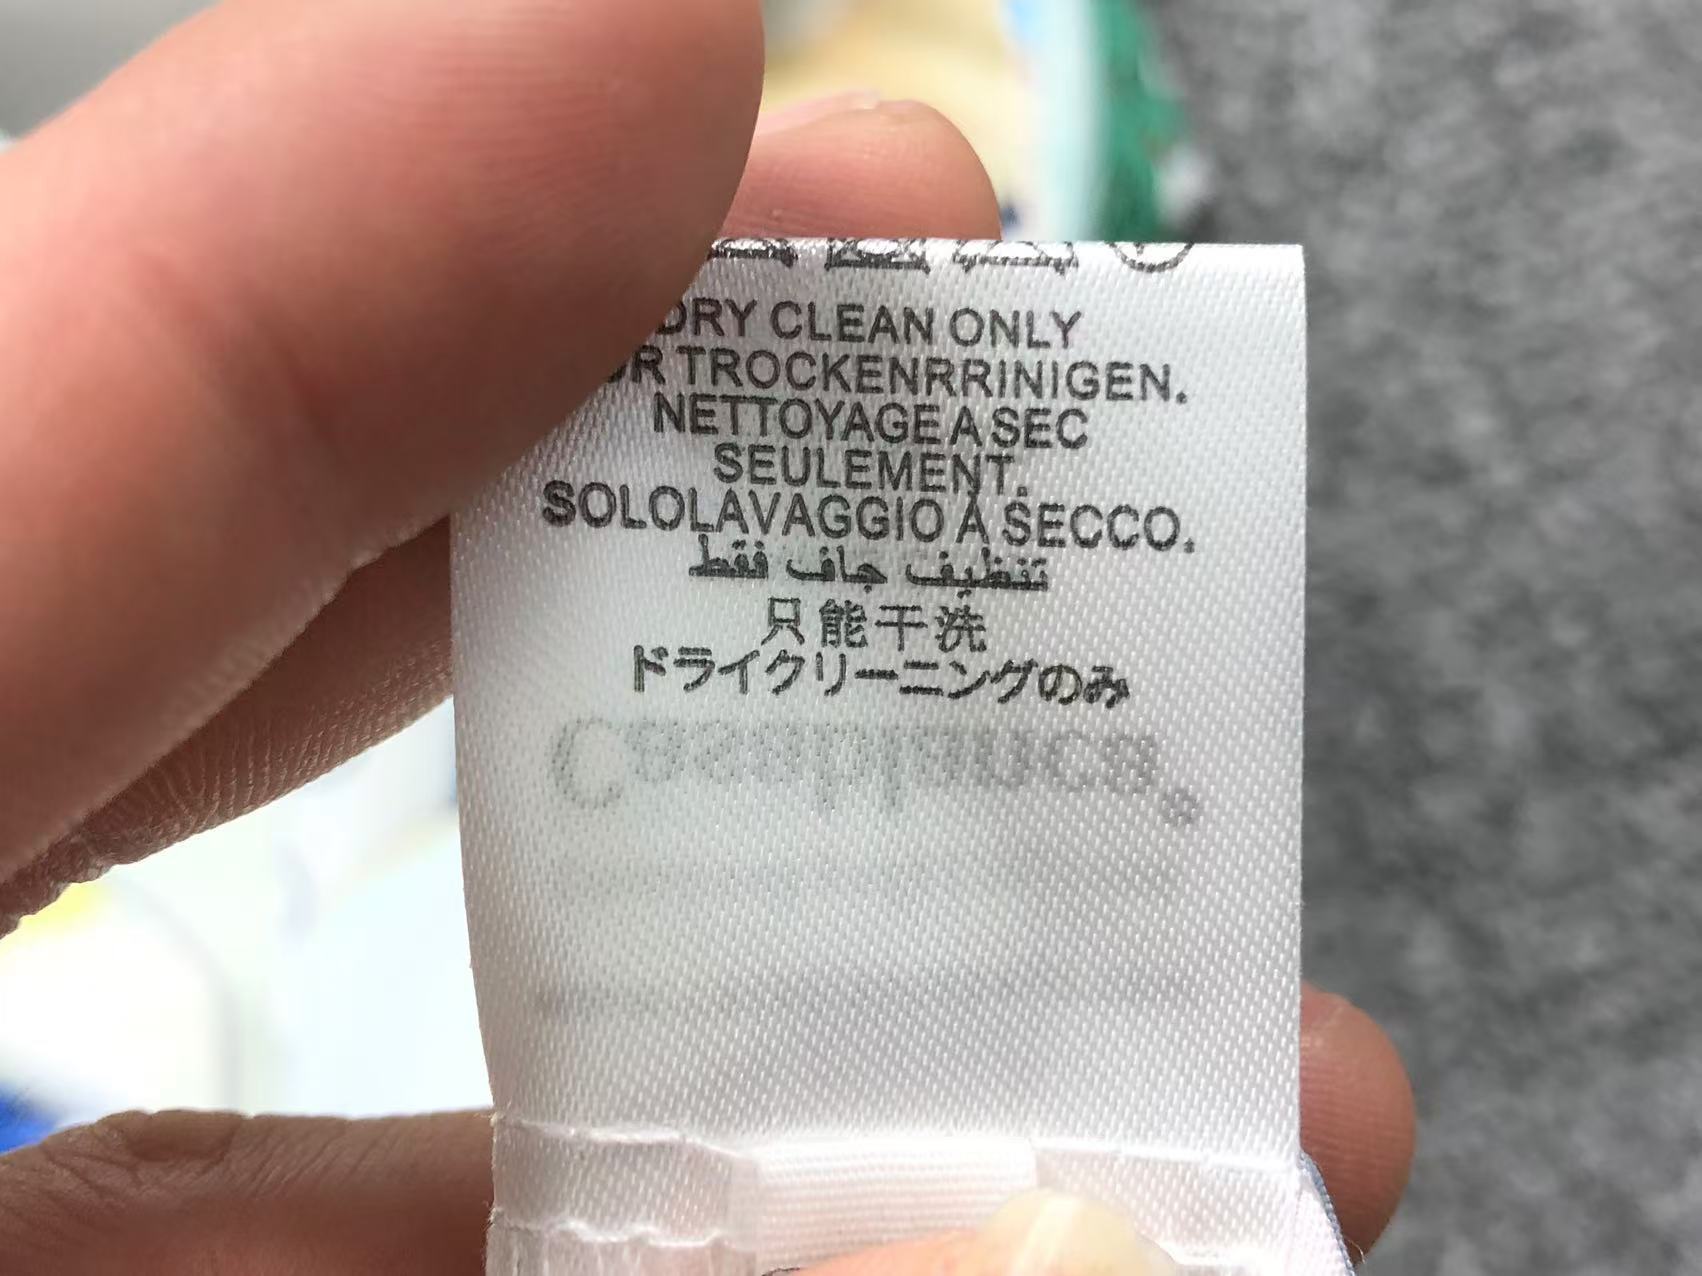 DRY CLEAN ONLY
R TROCKENRRINIGEN.
NETTOYAGE A SEC
SEULEMENT.
SOLOLAVAGGIO A SECCO.
تنظيف جاف فقط
只能干洗
ドライクリーニングのみ